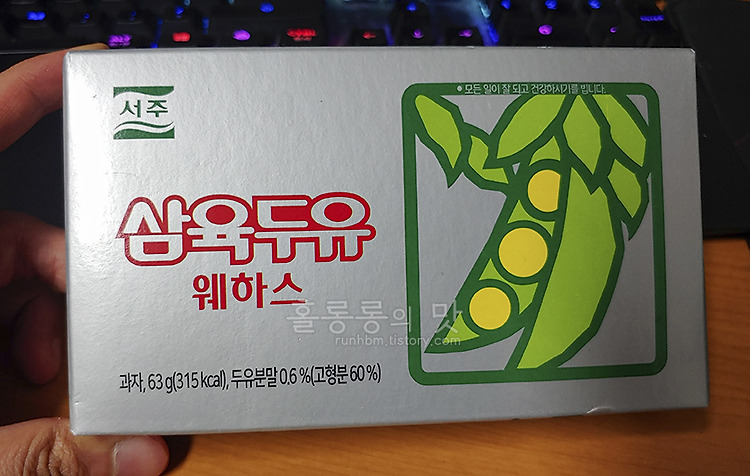 서주
• 모든 일이 잘 되고 건강하시기를 빕니다.
삼육두유
웨하스
홀롱롱의 맛
runhbm.tistory.com
과자, 63 g(315 kcal), 두유분말 0.6 %(고형분 60 %)